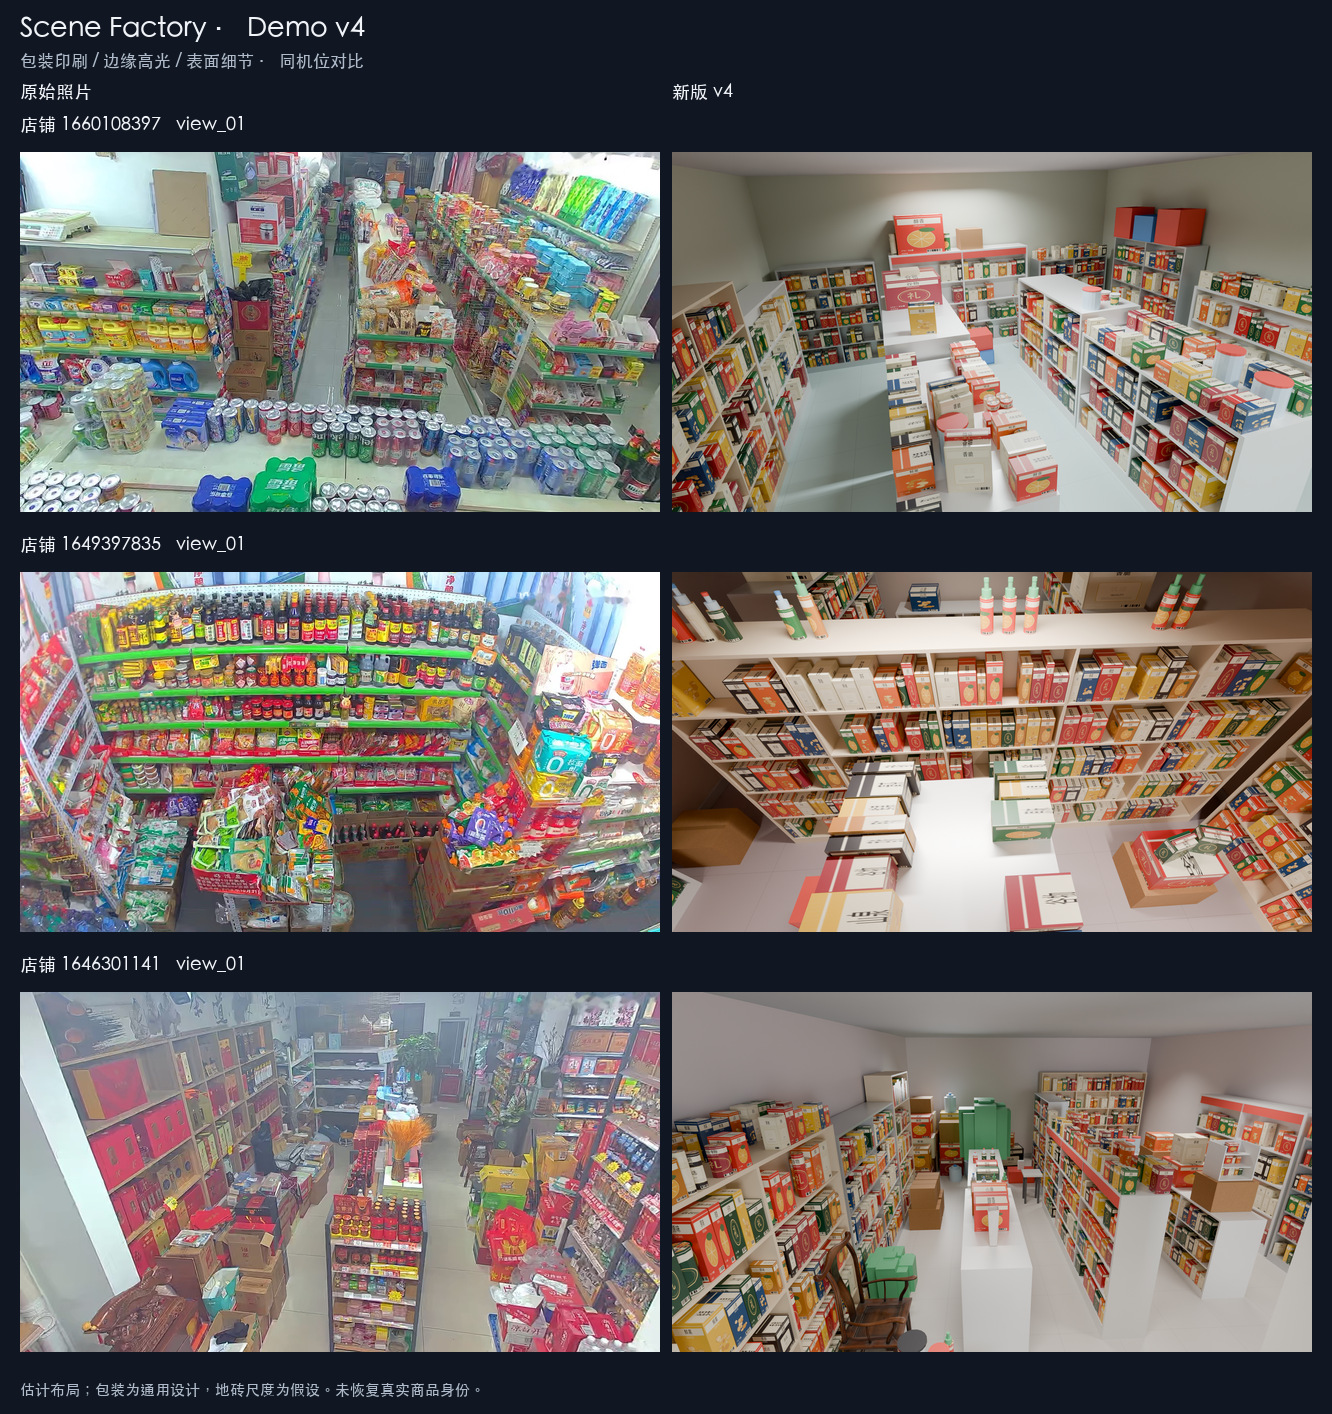 Scene Factory · Demo v4
包装印刷 / 边缘高光 / 表面细节 · 同机位对比
原始照片
新版 v4
店铺 1660108397 view_01
店铺 1649397835 view_01
店铺 1646301141 view_01
估计布局；包装为通用设计，地砖尺度为假设。未恢复真实商品身份。